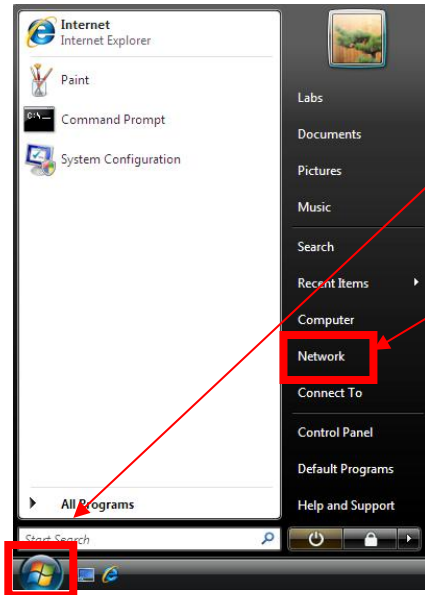 Internet
Internet Explorer
Paint
Command Prompt
System Configuration
All Programs
Start Search
Labs
Documents
Pictures
Music
Search
Recent Items
Computer
Network
Connect To
Control Panel
Default Programs
Help and Support